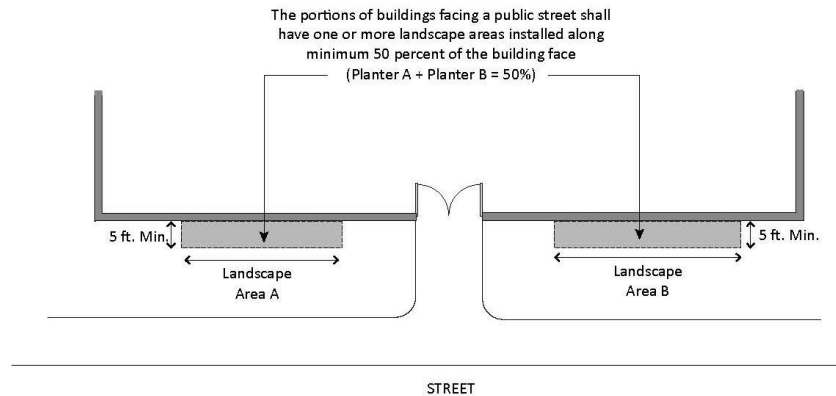 The portions of buildings facing a public street shall
have one or more landscape areas installed along
minimum 50 percent of the building face
(Planter A + Planter B = 50%)
5 ft. Min.
5 ft. Min.
Landscape
Area A
Landscape
Area B
STREET